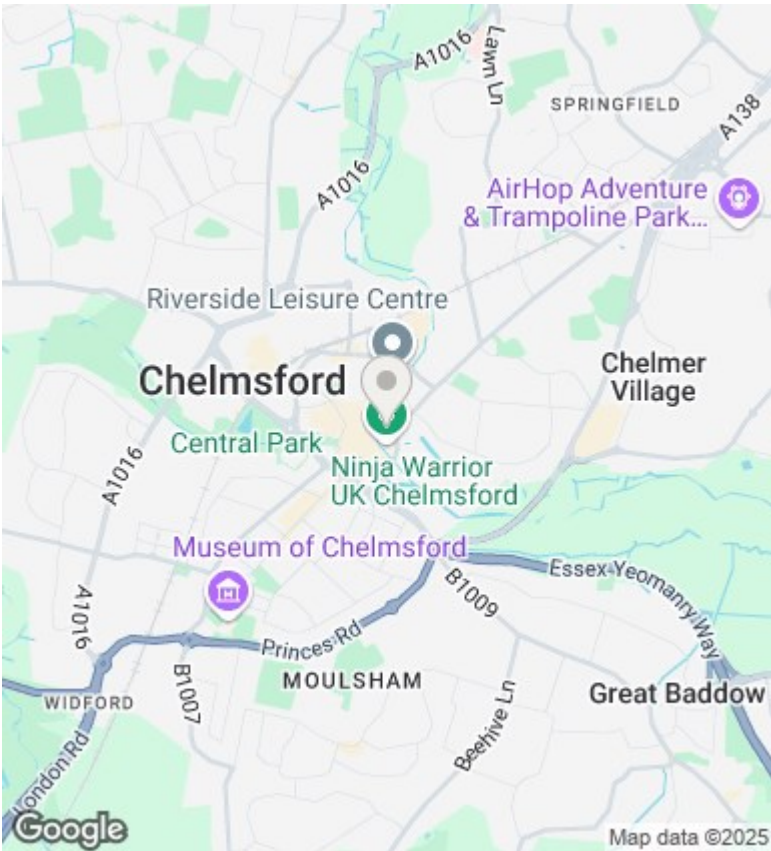 A1016
Lawn Ln
SPRINGFIELD
A138
A1016
AirHop Adventure
& Trampoline Park...
Riverside Leisure Centre
Chelmsford
Chelmer
Village
Central Park
A1016
Ninja Warrior
UK Chelmsford
Museum of Chelmsford
A1016
B1009
Essex Yeomanry Way
Princes Rd
B1007
MOULSHAM
WIDFORD
Great Baddow
Beehive Ln
London Rd
Google
Map data ©2025